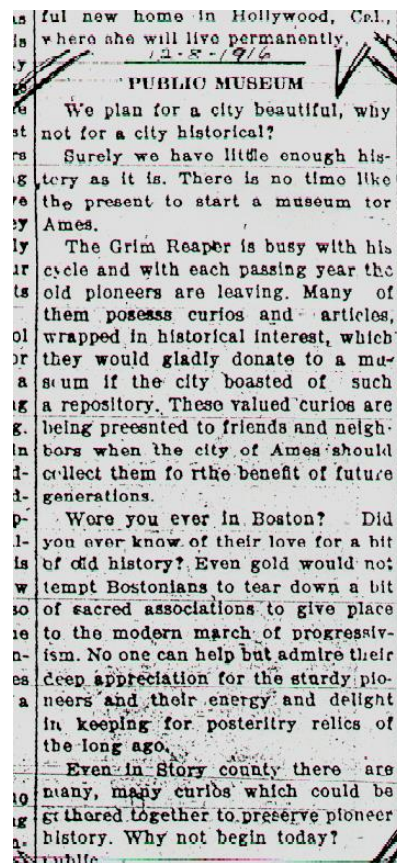 ful new home in Hollywood, Cal.,
where she will live permanently.
12-8-1916
PUBLIC MUSEUM
We plan for a city beautiful, why
not for a city historical?
Surely we have little enough his-
tory as it is. There is no time like
the present to start a museum tor
Ames.
The Grim Reaper is busy with his
cycle and with each passing year the
old pioneers are leaving. Many of
them posesss curios and articles,
wrapped in historical interest, which
they would gladly donate to a mu-
seum if the city boasted of such
a repository. These valued curios are
being preesnted to friends and neigh-
bors when the city of Ames should
collect them fo rthe benefit of future
generations.
Were you ever in Boston? Did
you ever know of their love for a bit
of odd history? Even gold would not
tempt Bostonians to tear down a bit
of sacred associations to give place
to the modern march of progressiv-
ism. No one can help but admire their
deep appreciation for the sturdy pio-
neers and their energy and delight
in keeping for posteritry relics of
the long ago.
Even in Story county there are
many, many curios which could be
gathered together to preserve pioneer
history. Why not begin today?